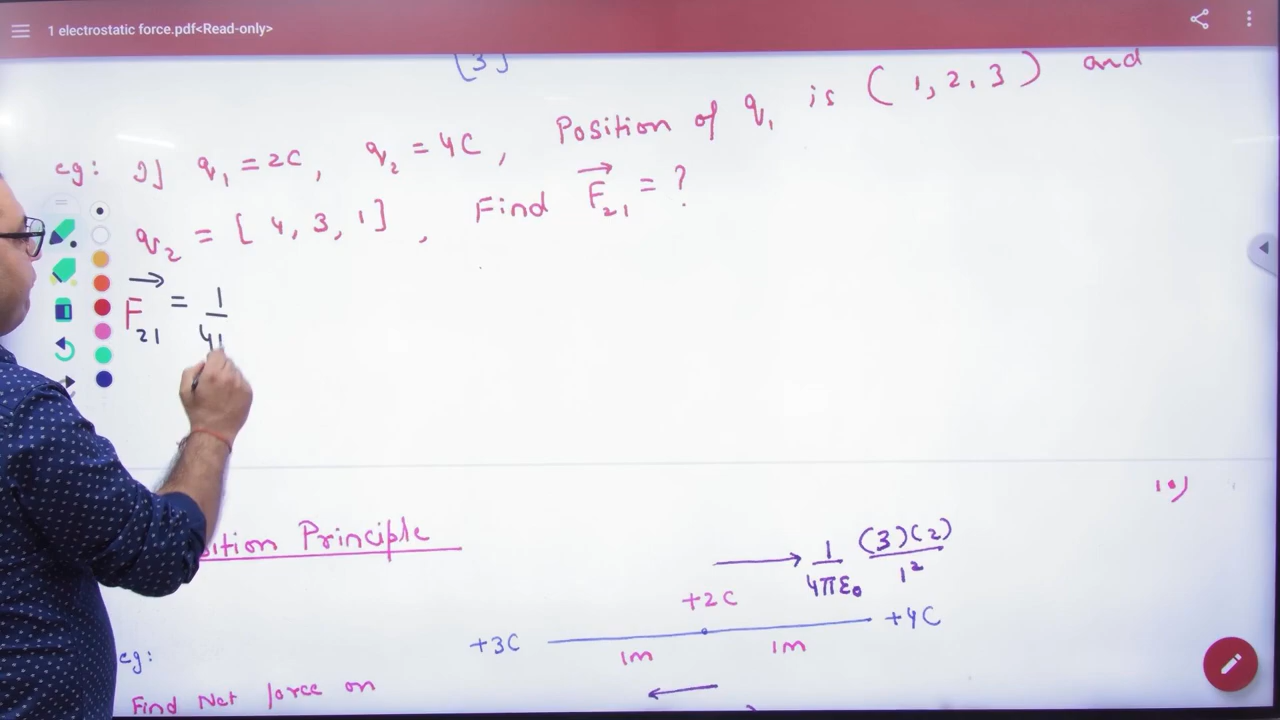 1 electrostatic force.pdf<Read-only>
eg: 9) q₁ = 2C, q₂ = 4C, Position of q₁ is (1, 2, 3) and
q₂ = [4, 3, 1], Find F⃗₂₁ = ?
F⃗₂₁ = 1
4
10)
ition Principle
1/4πε₀ (3)(2)/1²
+2C
+3C +4C
1m 1m
eg:
Find Net force on